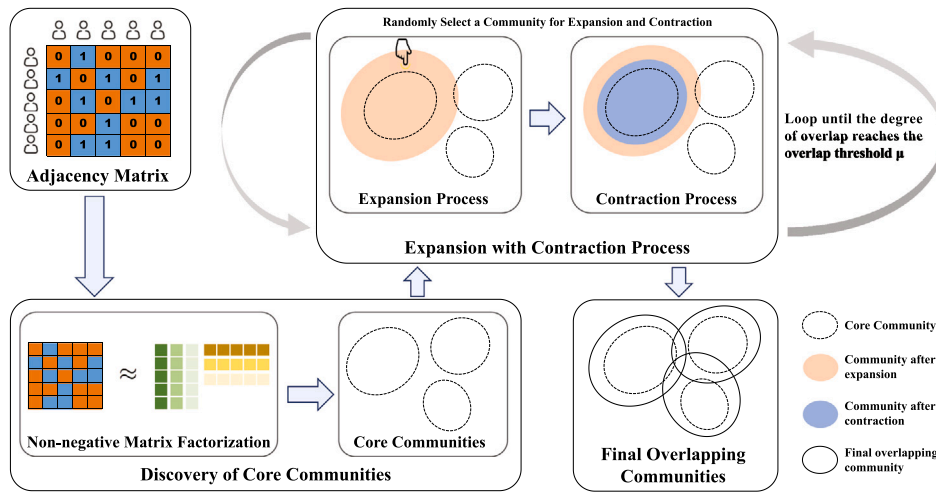 0 1 0 0 0
1 0 1 0 1
0 1 0 1 1
0 0 1 0 0
0 1 1 0 0
Adjacency Matrix
Randomly Select a Community for Expansion and Contraction
Expansion Process
Contraction Process
Expansion with Contraction Process
Loop until the degree
of overlap reaches the
overlap threshold μ
≈
Non-negative Matrix Factorization
Core Communities
Discovery of Core Communities
Final Overlapping
Communities
Core Community
Community after
expansion
Community after
contraction
Final overlapping
community